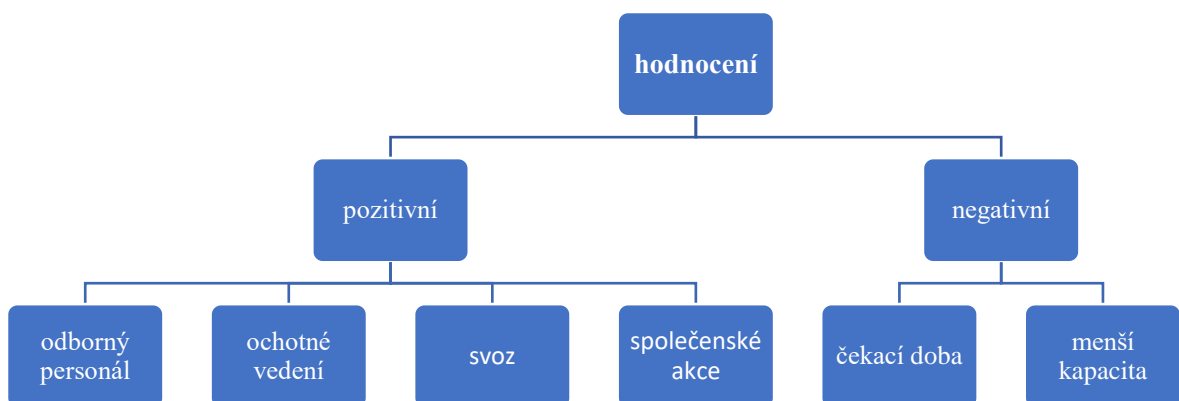 hodnocení
pozitivní
negativní
odborný
personál
ochotné
vedení
svoz
společenské
akce
čekací doba
menší
kapacita